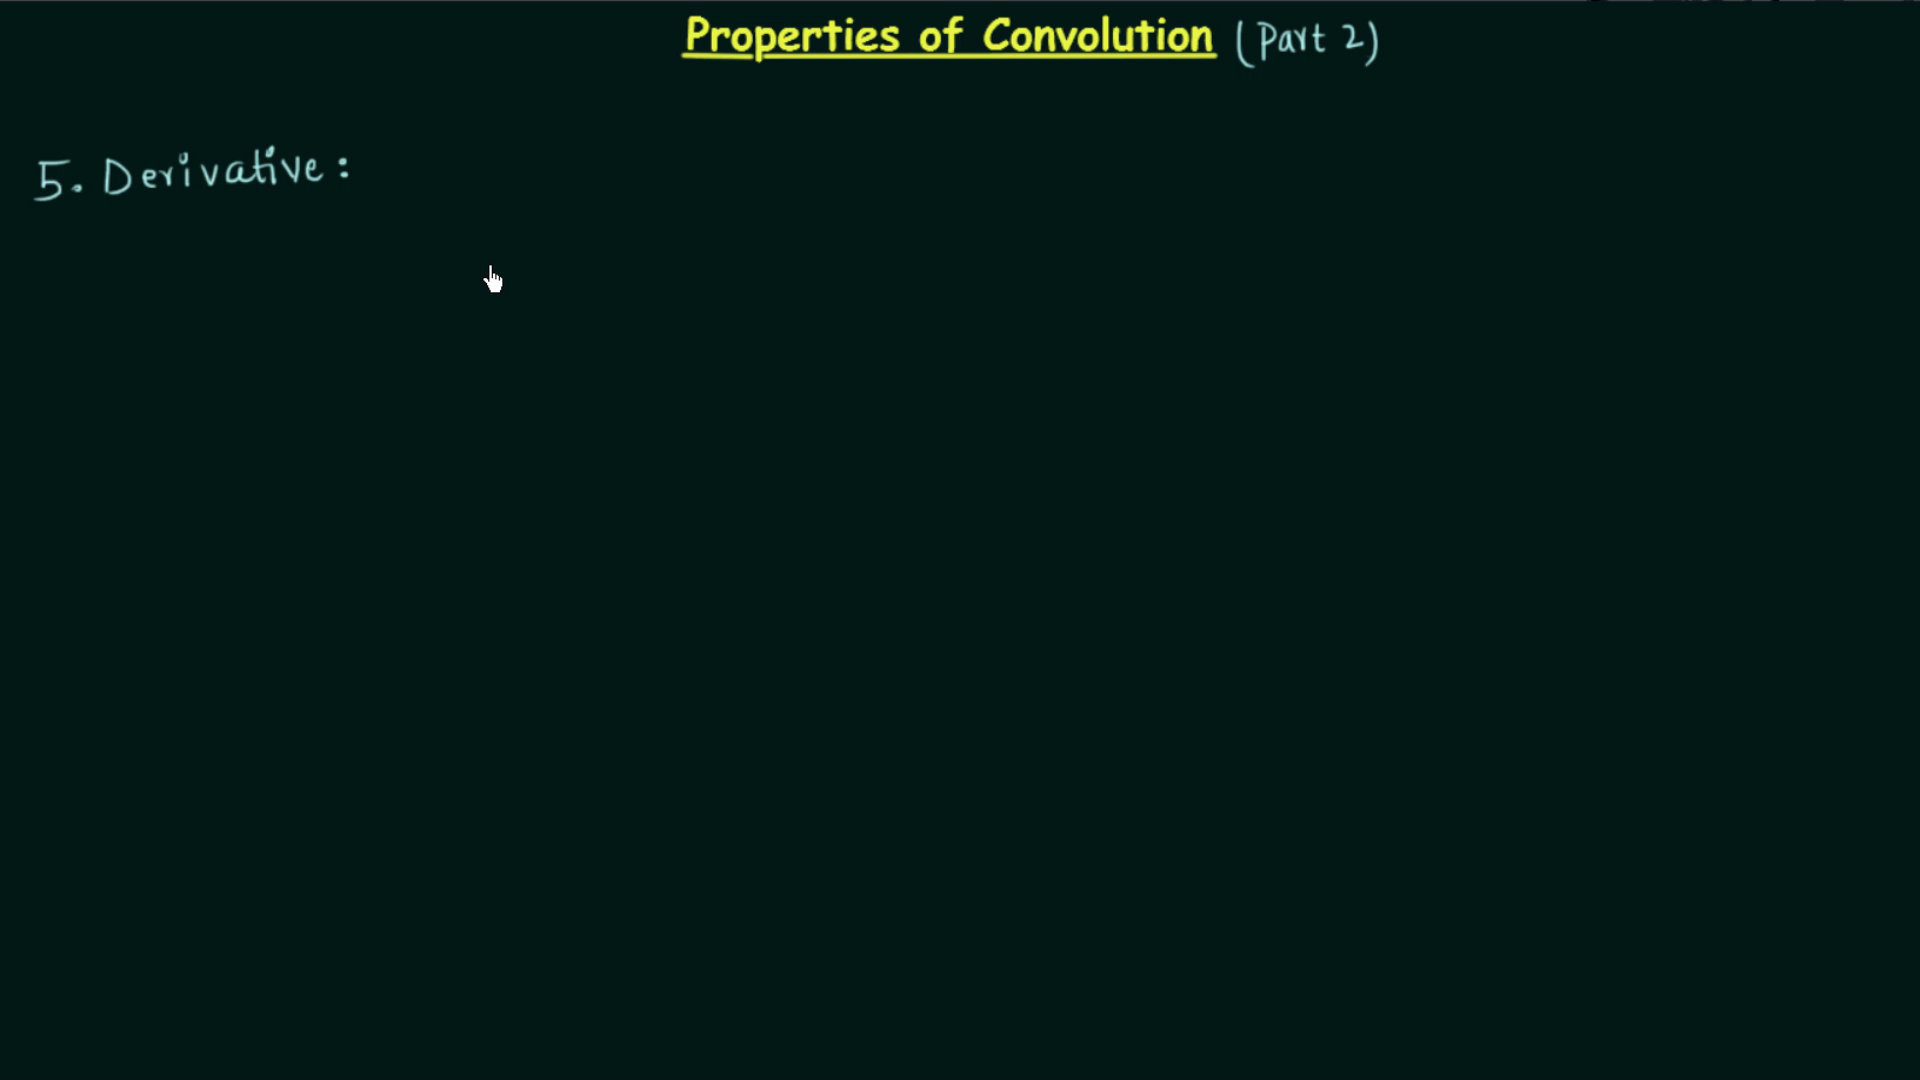 Properties of Convolution (Part 2)
5. Derivative: